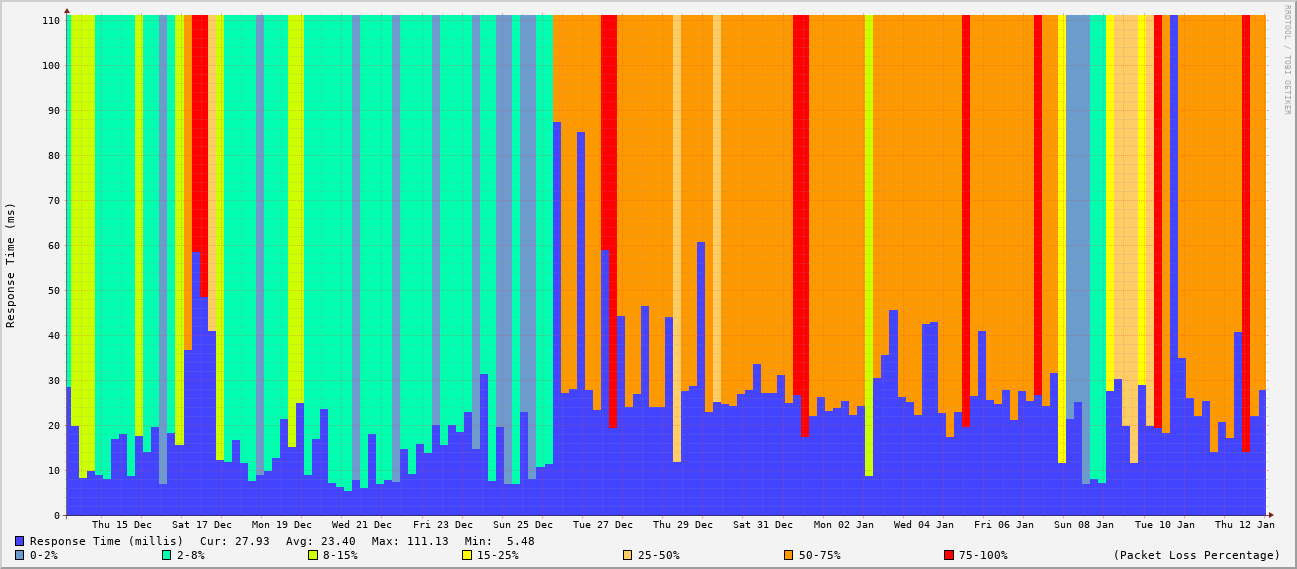 RRDTOOL / TOBI OETIKER
Response Time (ms)
110
100
90
80
70
60
50
40
30
20
10
0
Thu 15 Dec Sat 17 Dec Mon 19 Dec Wed 21 Dec Fri 23 Dec Sun 25 Dec Tue 27 Dec Thu 29 Dec Sat 31 Dec Mon 02 Jan Wed 04 Jan Fri 06 Jan Sun 08 Jan Tue 10 Jan Thu 12 Jan
Response Time (millis) Cur: 27.93 Avg: 23.40 Max: 111.13 Min: 5.48
0-2% 2-8% 8-15% 15-25% 25-50% 50-75% 75-100% (Packet Loss Percentage)